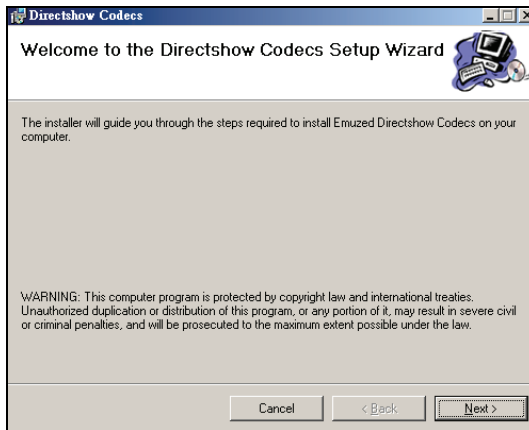 Directshow Codecs
Welcome to the Directshow Codecs Setup Wizard
The installer will guide you through the steps required to install Emuzed Directshow Codecs on your
computer.
WARNING: This computer program is protected by copyright law and international treaties.
Unauthorized duplication or distribution of this program, or any portion of it, may result in severe civil
or criminal penalties, and will be prosecuted to the maximum extent possible under the law.
Cancel
< Back
Next >